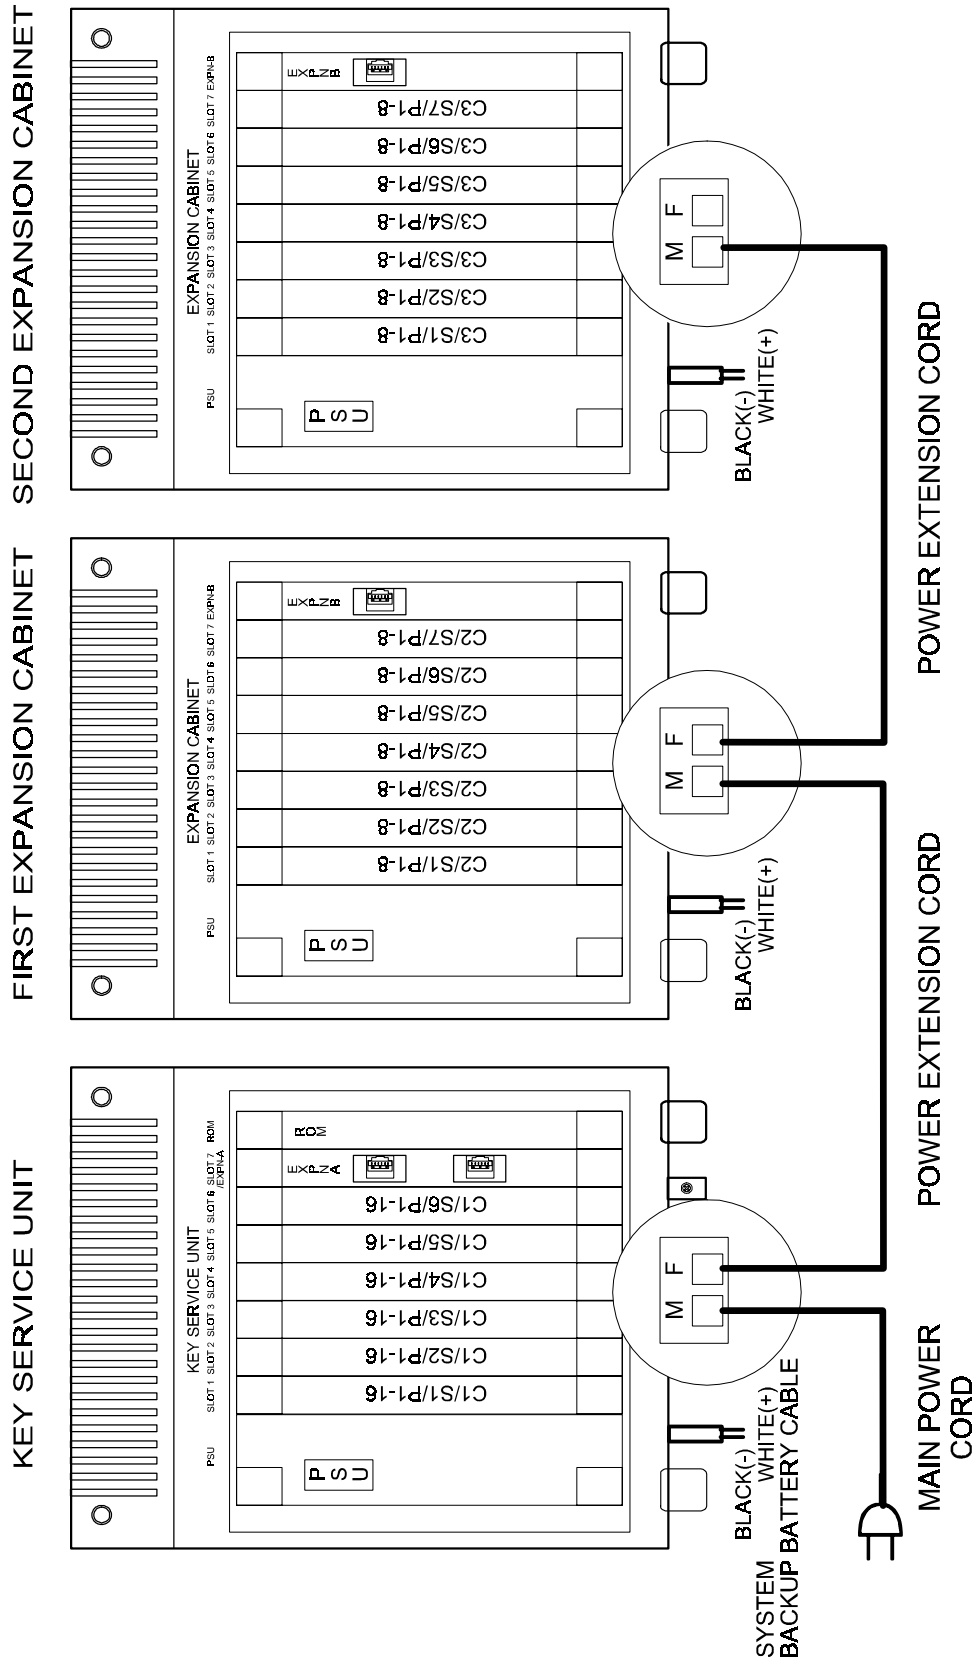 KEY SERVICE UNIT
KEY SERVICE UNIT
PSU SLOT 1 SLOT 2 SLOT 3 SLOT 4 SLOT 5 SLOT 6 SLOT 7 ROM
/EXPN-A
PSU
C1/S1/P1-16
C1/S2/P1-16
C1/S3/P1-16
C1/S4/P1-16
C1/S5/P1-16
C1/S6/P1-16
EXPN A
ROM
M F
BLACK(-)
WHITE(+)
SYSTEM
BACKUP BATTERY CABLE
MAIN POWER
CORD
FIRST EXPANSION CABINET
EXPANSION CABINET
PSU SLOT 1 SLOT 2 SLOT 3 SLOT 4 SLOT 5 SLOT 6 SLOT 7 EXPN-B
PSU
C2/S1/P1-8
C2/S2/P1-8
C2/S3/P1-8
C2/S4/P1-8
C2/S5/P1-8
C2/S6/P1-8
C2/S7/P1-8
EXPN B
M F
BLACK(-)
WHITE(+)
POWER EXTENSION CORD
SECOND EXPANSION CABINET
EXPANSION CABINET
PSU SLOT 1 SLOT 2 SLOT 3 SLOT 4 SLOT 5 SLOT 6 SLOT 7 EXPN-B
PSU
C3/S1/P1-8
C3/S2/P1-8
C3/S3/P1-8
C3/S4/P1-8
C3/S5/P1-8
C3/S6/P1-8
C3/S7/P1-8
EXPN B
M F
BLACK(-)
WHITE(+)
POWER EXTENSION CORD